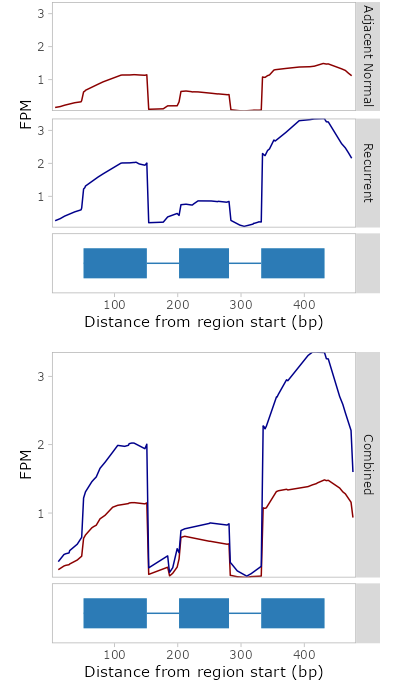 3
2
1
Adjacent Normal
FPM
3
2
1
Recurrent
100
200
300
400
Distance from region start (bp)
3
2
1
FPM
Combined
100
200
300
400
Distance from region start (bp)